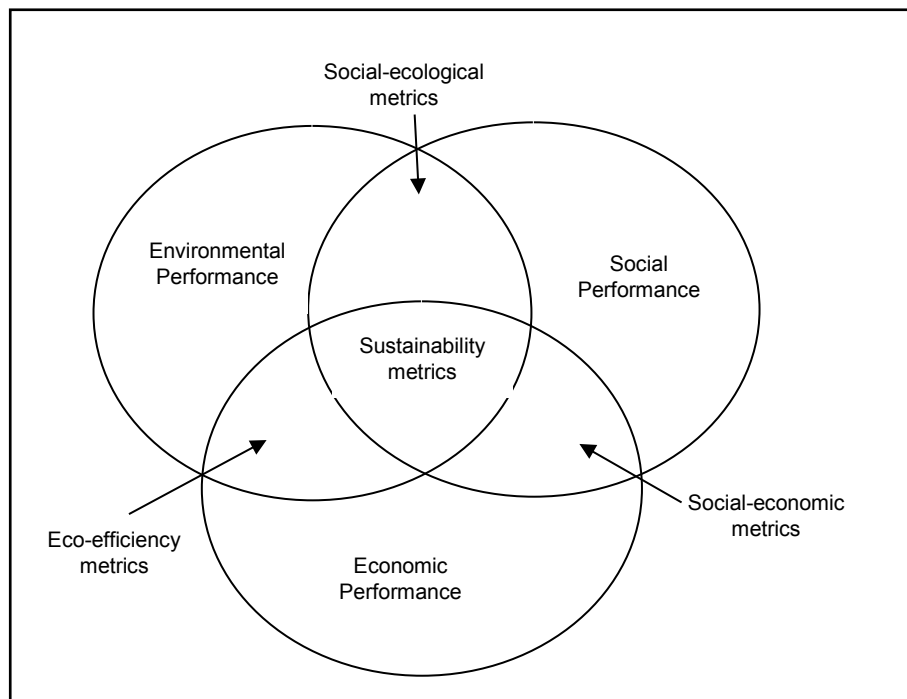 Social-ecological
metrics
Environmental
Performance
Social
Performance
Sustainability
metrics
Social-economic
metrics
Eco-efficiency
metrics
Economic
Performance